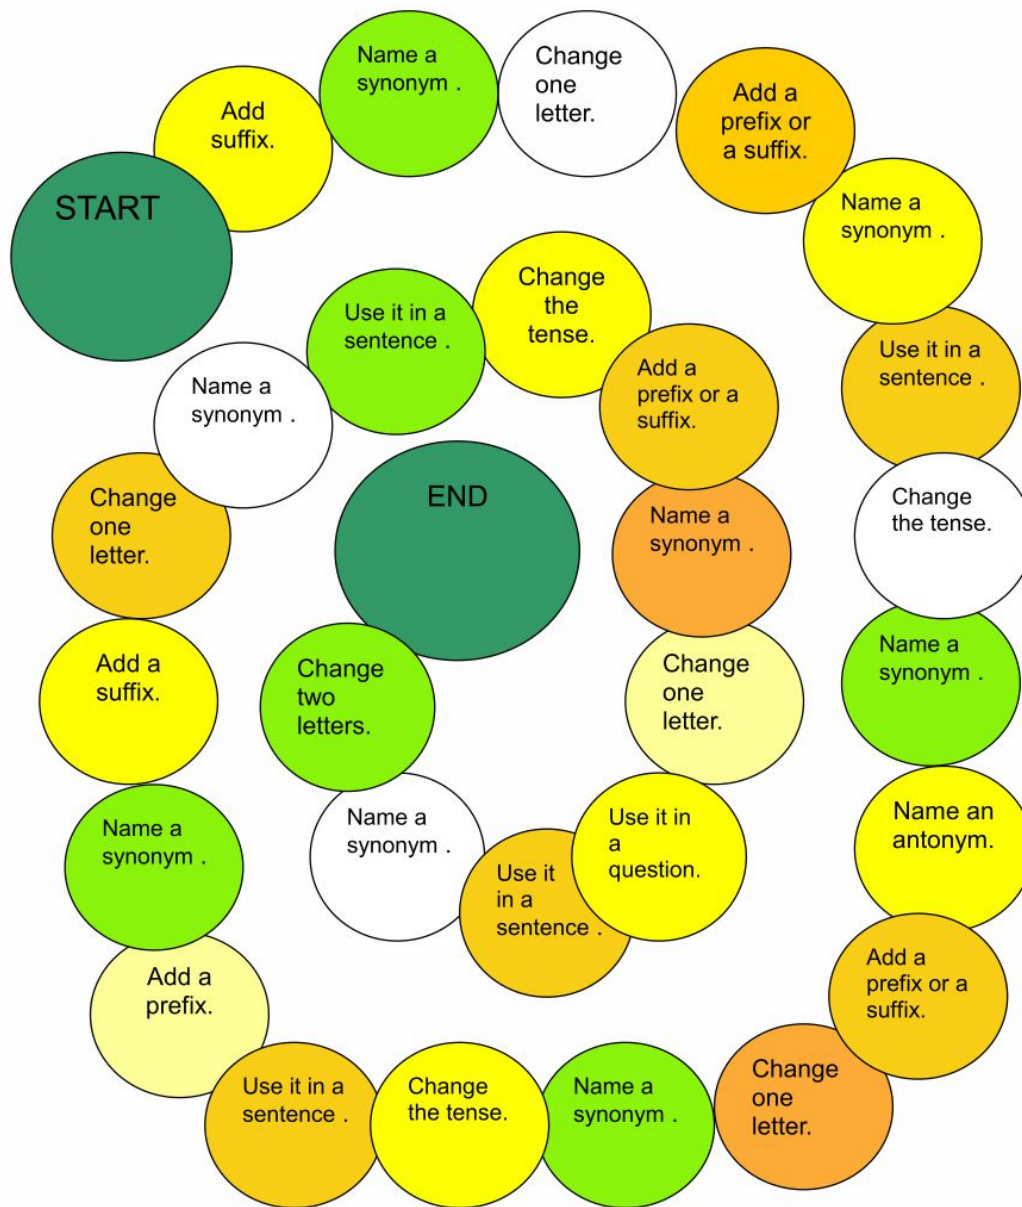 START
Add
suffix.
Name a
synonym .
Change
one
letter.
Add a
prefix or
a suffix.
Name a
synonym .
Use it in a
sentence .
Change
the tense.
Name a
synonym .
Name an
antonym.
Add a
prefix or a
suffix.
Change
one
letter.
Name a
synonym .
Change
the tense.
Use it in a
sentence .
Add a
prefix.
Name a
synonym .
Add a
suffix.
Change
one
letter.
Name a
synonym .
Use it in a
sentence .
Change
the
tense.
Add a
prefix or a
suffix.
Name a
synonym .
Change
one
letter.
Use it in
a
question.
Use it
in a
sentence .
Name a
synonym .
Change
two
letters.
END